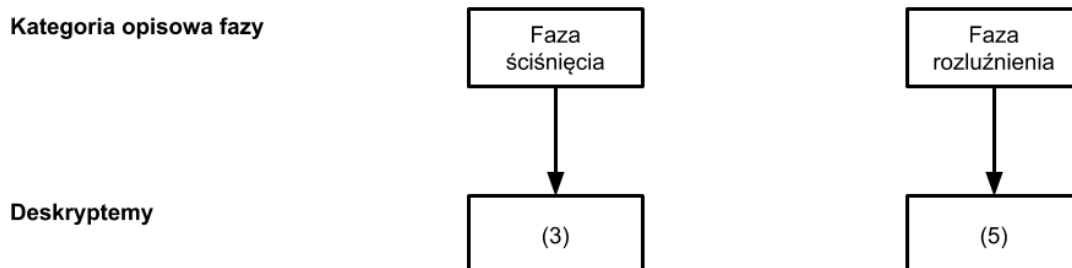 Kategoria opisowa fazy
Faza
ściśnięcia
Faza
rozluźnienia
Deskryptemy
(3)
(5)